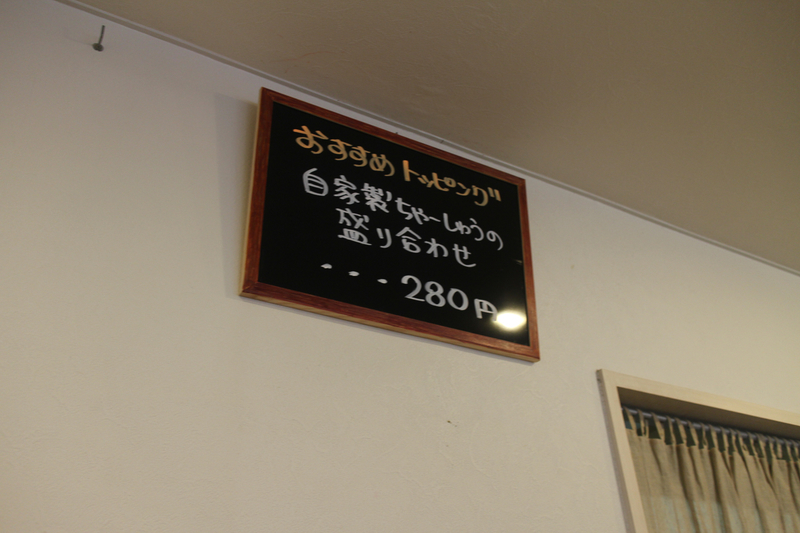 おすすめトッピング
自家製ちゃーしゅうの
盛り合わせ
・・・280円